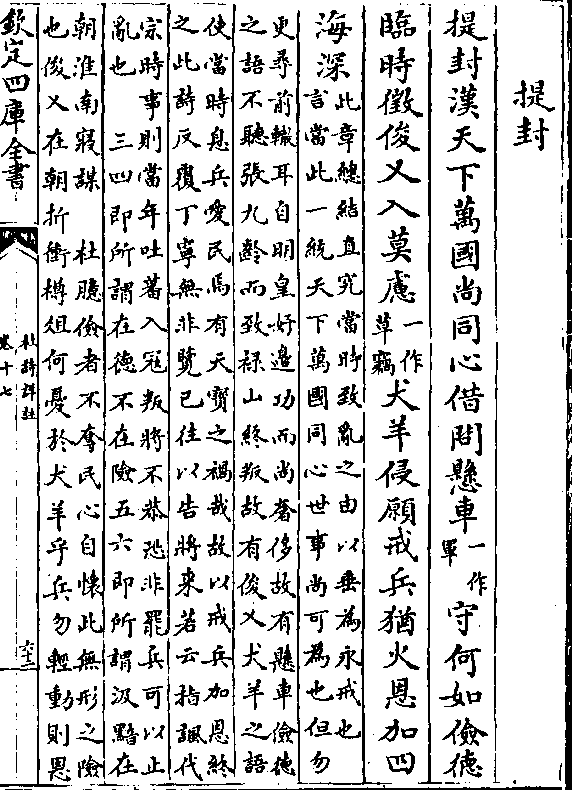 提封
提封漢天下萬國尚同心借問懸車一作軍守何如儉德
臨時徵俊乂入莫慮一作草竊犬羊侵願戒兵猶火恩加四
海深此章總結直究當時致亂之由以垂為永戒也
言當此一統天下萬國同心世事尚可為也但勿
更尋前轍耳自明皇好邊功而尚奢侈故有懸車儉徳
之語不聽張九齡而致禄山終叛故有俊乂犬羊之語
使當時息兵愛民焉有天寶之禍哉故以戒兵加恩終
之此詩反覆丁寧無非覽已往以告將来若云指諷代
宗時事則當年吐蕃入宼叛將不恭恐非罷兵可以止
亂也 三四即所謂在德不在險五六即所謂汲黯在
朝淮南寢謀 杜臆儉者不奪民心自懷此無形之險
也俊乂在朝折衝樽俎何憂於犬羊乎兵勿輕動則恩
欽定四庫全書
杜詩詳註
卷十七
六十三